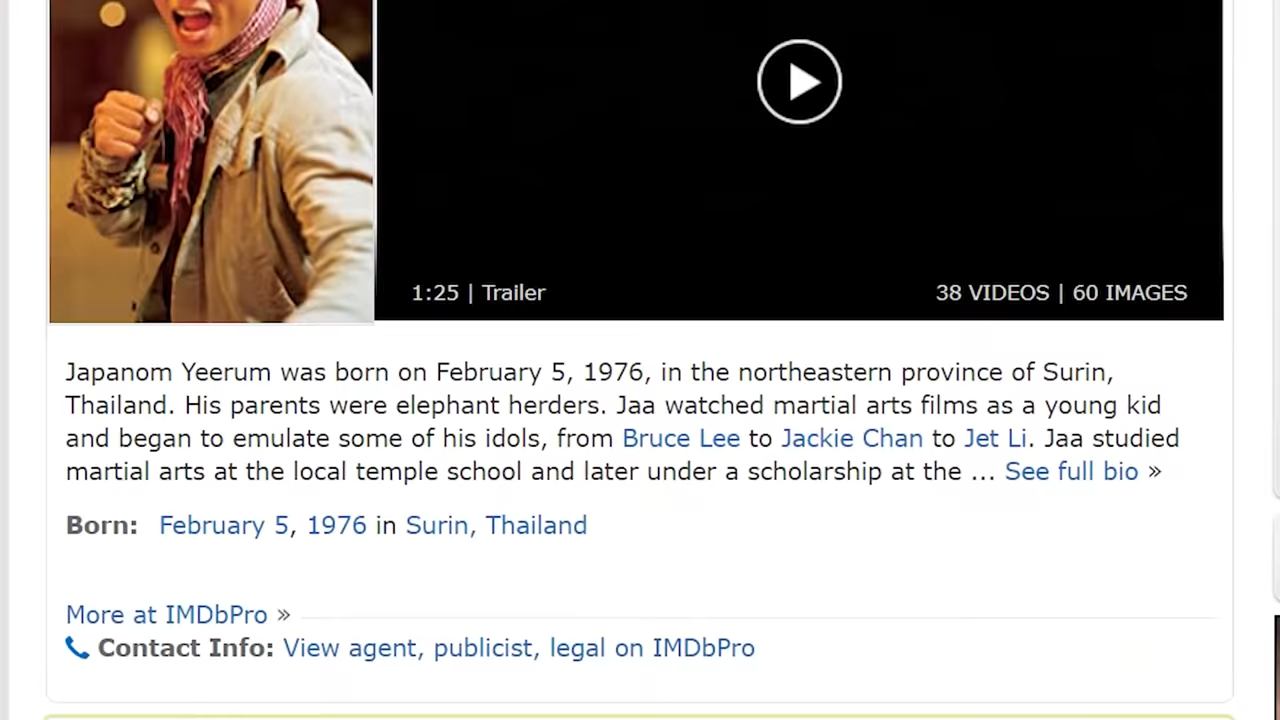 1:25 | Trailer
38 VIDEOS | 60 IMAGES
Japanom Yeerum was born on February 5, 1976, in the northeastern province of Surin,
Thailand. His parents were elephant herders. Jaa watched martial arts films as a young kid
and began to emulate some of his idols, from Bruce Lee to Jackie Chan to Jet Li. Jaa studied
martial arts at the local temple school and later under a scholarship at the ... See full bio »
Born: February 5, 1976 in Surin, Thailand
More at IMDbPro »
Contact Info: View agent, publicist, legal on IMDbPro